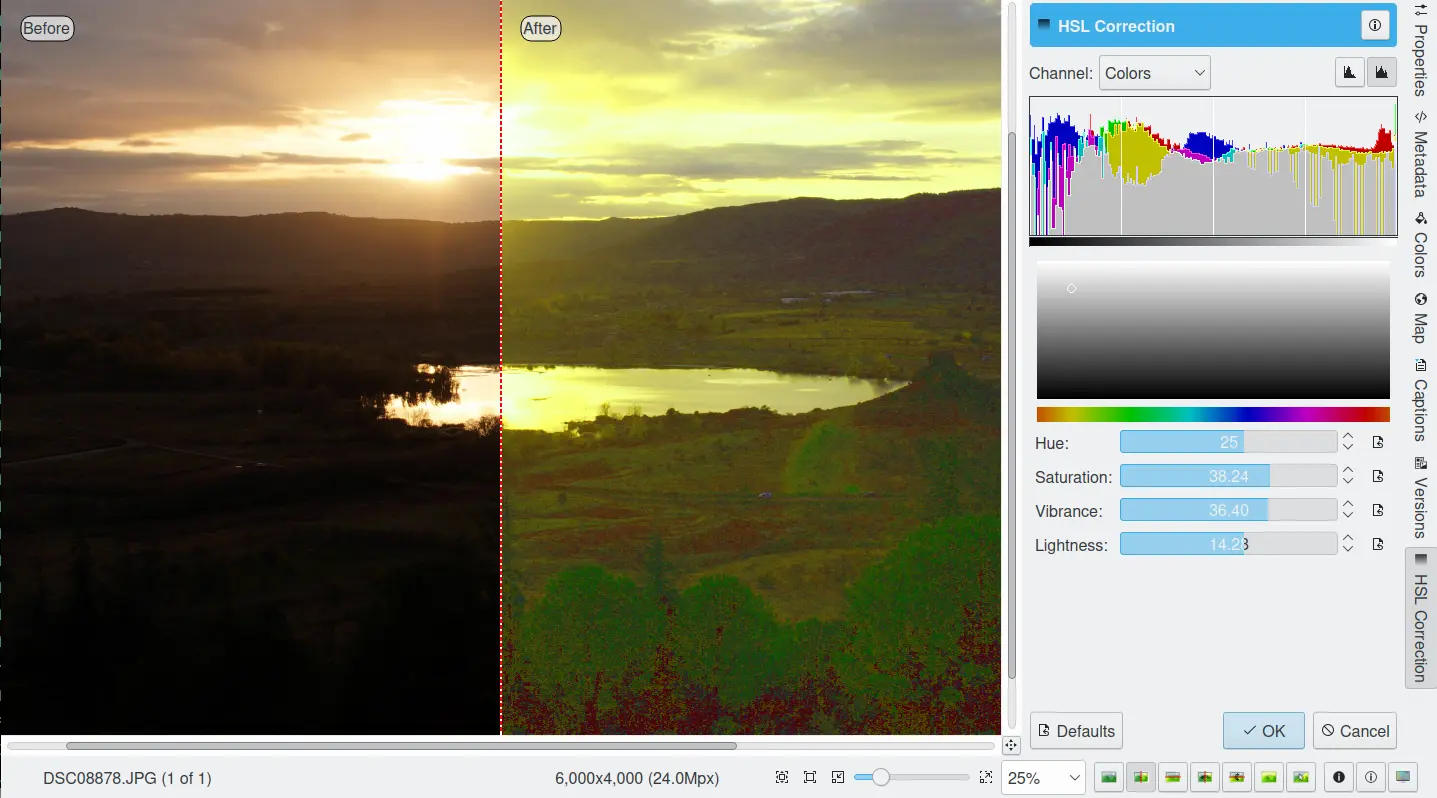 Before
After
HSL Correction
Channel: Colors
Hue: 25
Saturation: 38.24
Vibrance: 36.40
Lightness: 14.23
Defaults
OK
Cancel
Properties
Metadata
Colors
Map
Captions
Versions
HSL Correction
DSC08878.JPG (1 of 1)
6,000x4,000 (24.0Mpx)
25%